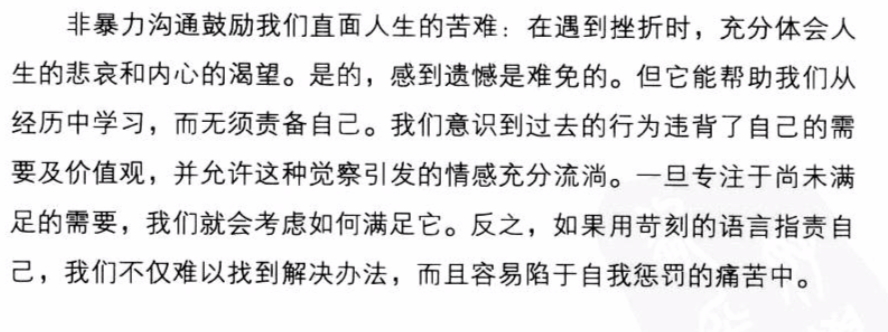 非暴力沟通鼓励我们直面人生的苦难：在遇到挫折时，充分体会人
生的悲哀和内心的渴望。是的，感到遗憾是难免的。但它能帮助我们从
经历中学习，而无须责备自己。我们意识到过去的行为违背了自己的需
要及价值观，并允许这种觉察引发的情感充分流淌。一旦专注于尚未满
足的需要，我们就会考虑如何满足它。反之，如果用苛刻的语言指责自
己，我们不仅难以找到解决办法，而且容易陷于自我惩罚的痛苦中。